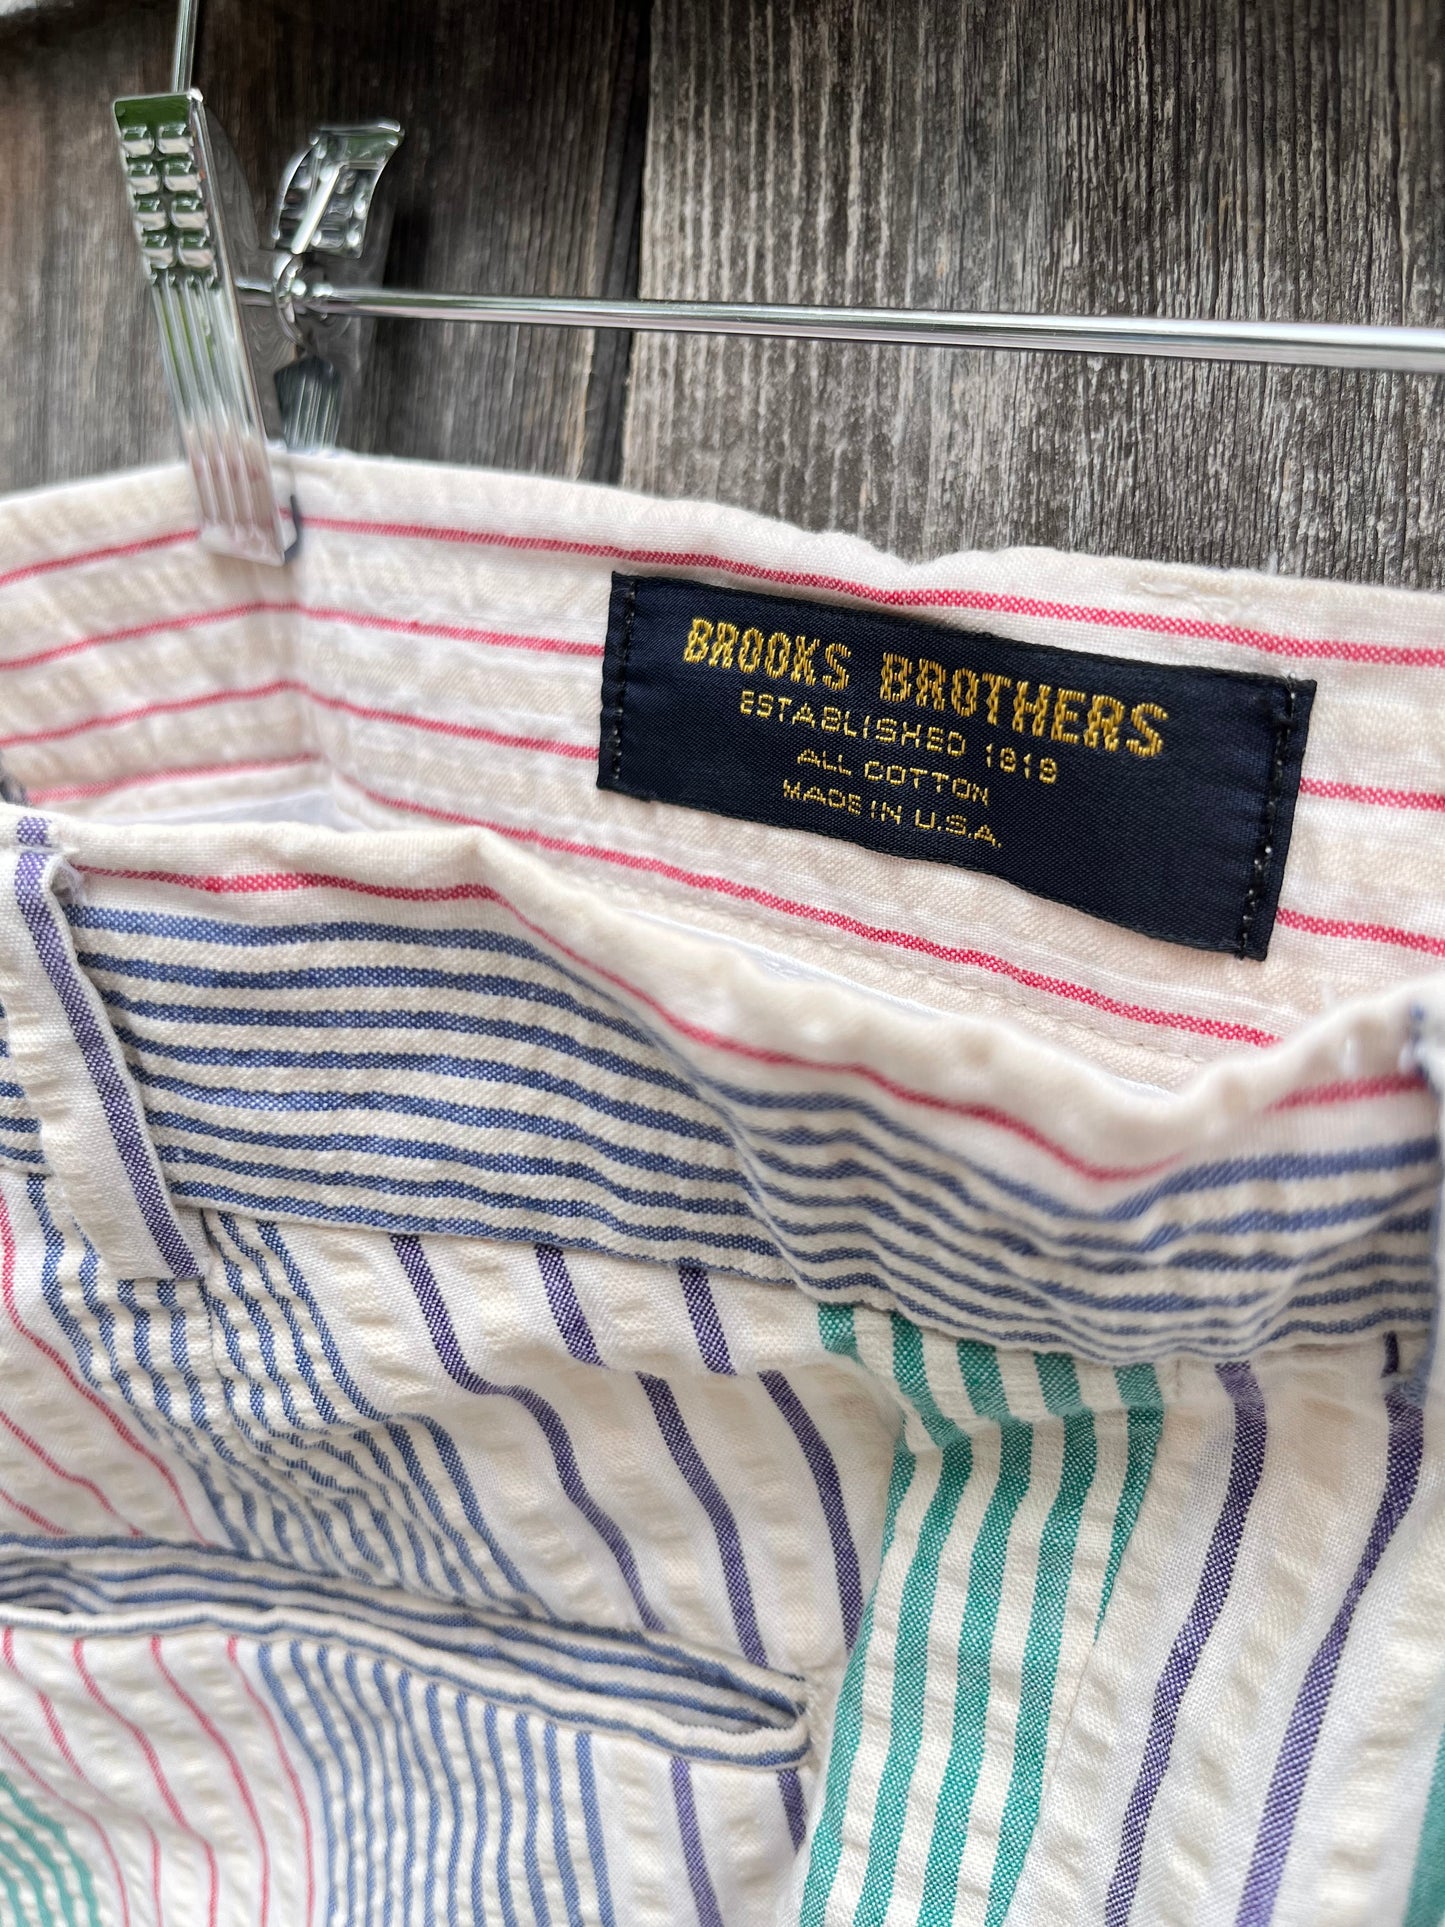 BROOKS BROTHERS
ESTABLISHED 1818
ALL COTTON
MADE IN U.S.A.